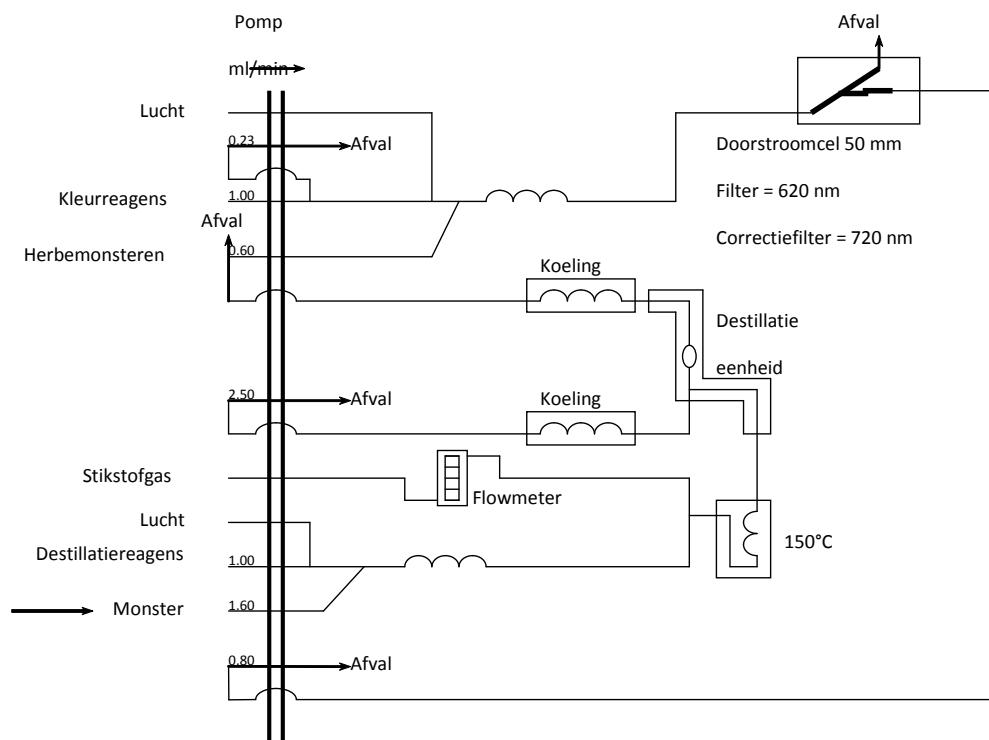 Pomp
Afval
ml/min
Lucht
0.23
Afval
Doorstroomcel 50 mm
Kleurreagens
1.00
Filter = 620 nm
Afval
Herbemonsteren
0.60
Correctiefilter = 720 nm
Koeling
Destillatie
eenheid
2.50
Afval
Koeling
Stikstofgas
Flowmeter
Lucht
150°C
Destillatiereagens
1.00
Monster
1.60
0.80
Afval